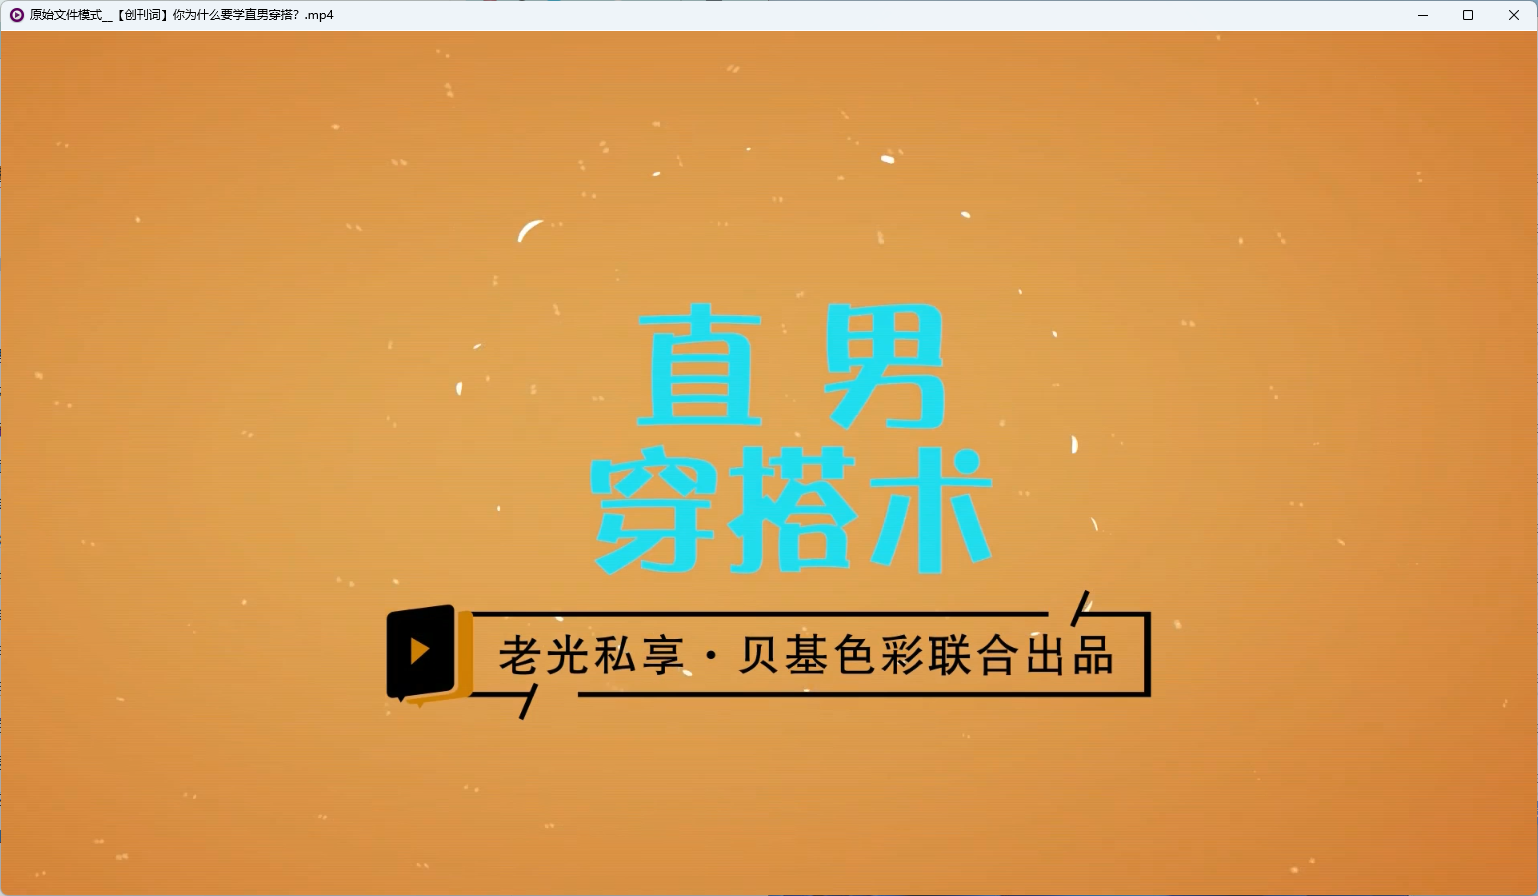 原始文件模式__【创刊词】你为什么要学直男穿搭？.mp4
直男
穿搭术
老光私享·贝基色彩联合出品